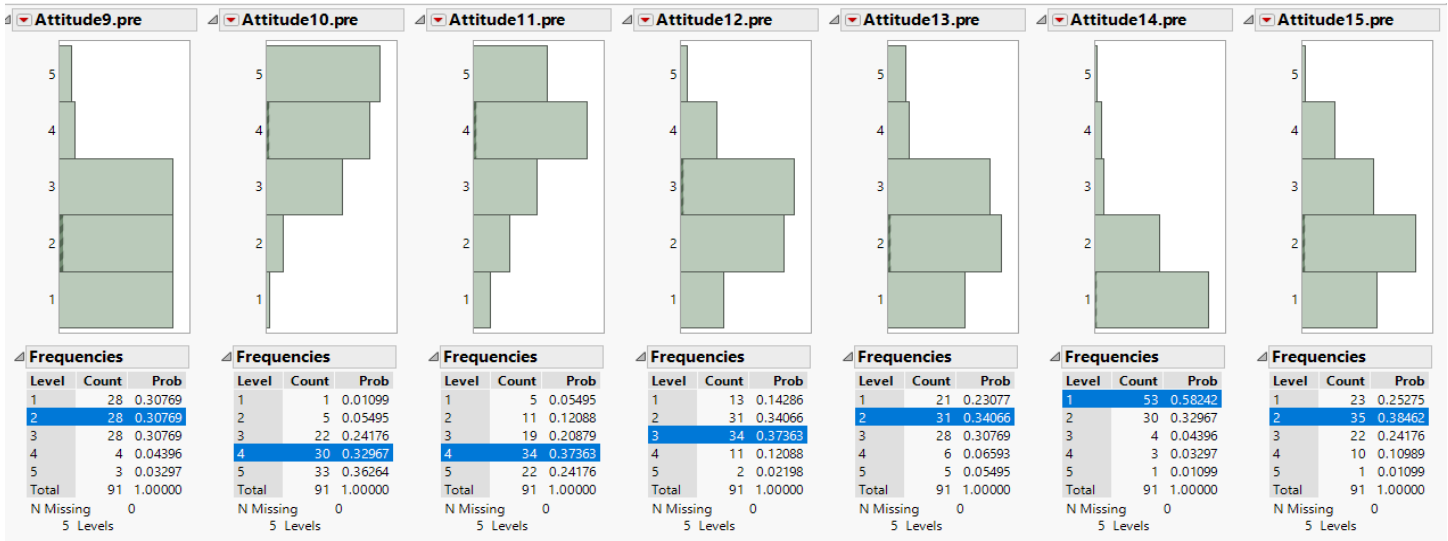 Attitude9.pre Attitude10.pre Attitude11.pre Attitude12.pre Attitude13.pre Attitude14.pre Attitude15.pre
5 5 5 5 5 5 5
4 4 4 4 4 4 4
3 3 3 3 3 3 3
2 2 2 2 2 2 2
1 1 1 1 1 1 1
Frequencies Frequencies Frequencies Frequencies Frequencies Frequencies Frequencies
Level Count Prob Level Count Prob Level Count Prob Level Count Prob Level Count Prob Level Count Prob Level Count Prob
1 28 0.30769 1 1 0.01099 1 5 0.05495 1 13 0.14286 1 21 0.23077 1 53 0.58242 1 23 0.25275
2 28 0.30769 2 5 0.05495 2 11 0.12088 2 31 0.34066 2 31 0.34066 2 30 0.32967 2 35 0.38462
3 28 0.30769 3 22 0.24176 3 19 0.20879 3 34 0.37363 3 28 0.30769 3 4 0.04396 3 22 0.24176
4 4 0.04396 4 30 0.32967 4 34 0.37363 4 11 0.12088 4 6 0.06593 4 3 0.03297 4 10 0.10989
5 3 0.03297 5 33 0.36264 5 22 0.24176 5 2 0.02198 5 5 0.05495 5 1 0.01099 5 1 0.01099
Total 91 1.00000 Total 91 1.00000 Total 91 1.00000 Total 91 1.00000 Total 91 1.00000 Total 91 1.00000 Total 91 1.00000
N Missing 0 N Missing 0 N Missing 0 N Missing 0 N Missing 0 N Missing 0 N Missing 0
5 Levels 5 Levels 5 Levels 5 Levels 5 Levels 5 Levels 5 Levels